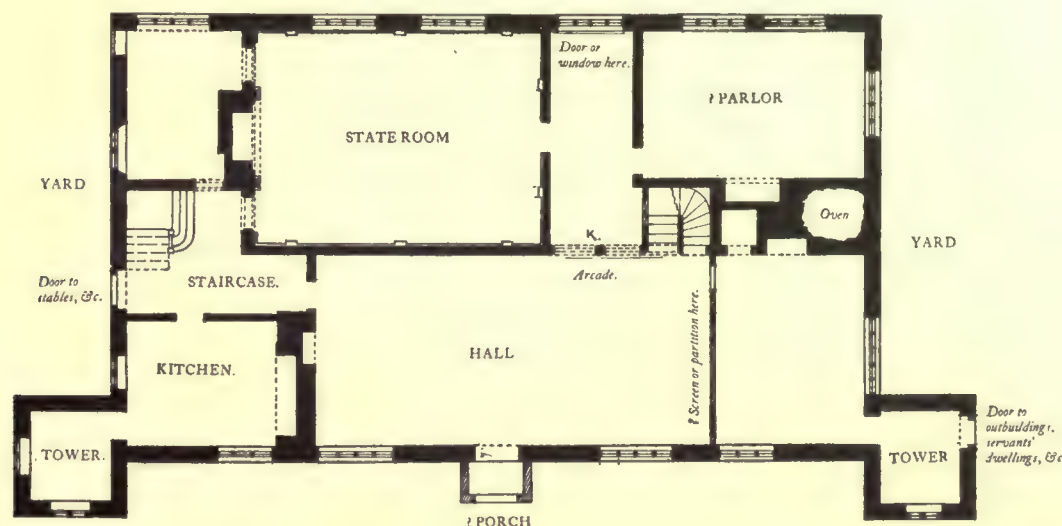 Door or
window here.
? PARLOR
STATE ROOM
YARD
Oven
K.
YARD
Arcade.
Door to
stables, &c.
STAIRCASE.
? Screen or partition here.
HALL
KITCHEN.
Door to
outbuildings,
servants'
dwellings, &c
TOWER.
TOWER
? PORCH